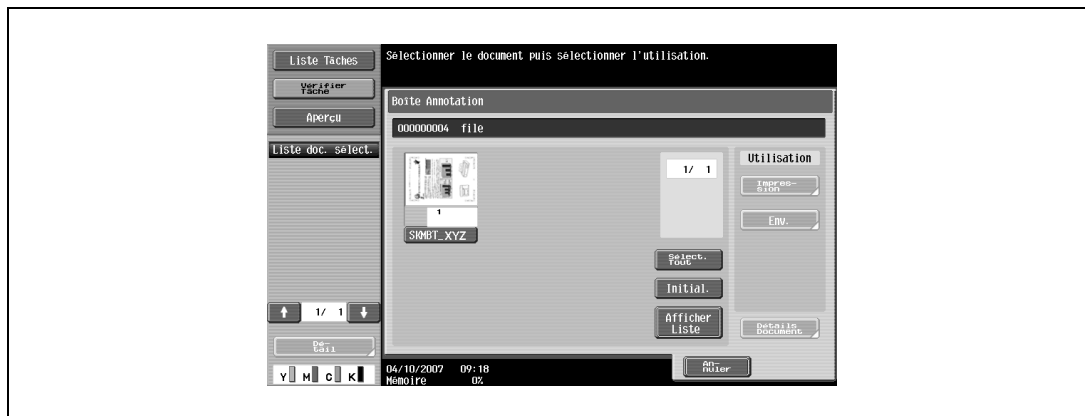 Liste Tâches
Vérifier
Tâche
Aperçu
Liste doc. sélect.
1/ 1
Dé-
tail
Y M C K
Sélectionner le document puis sélectionner l'utilisation.
Boîte Annotation
000000004 file
1
SKMBT_XYZ
1/ 1
Sélect.
Tout
Initial.
Afficher
Liste
Utilisation
Impres-
sion
Env.
Détails
Document
An-
nuler
04/10/2007 09:18
Mémoire 0%